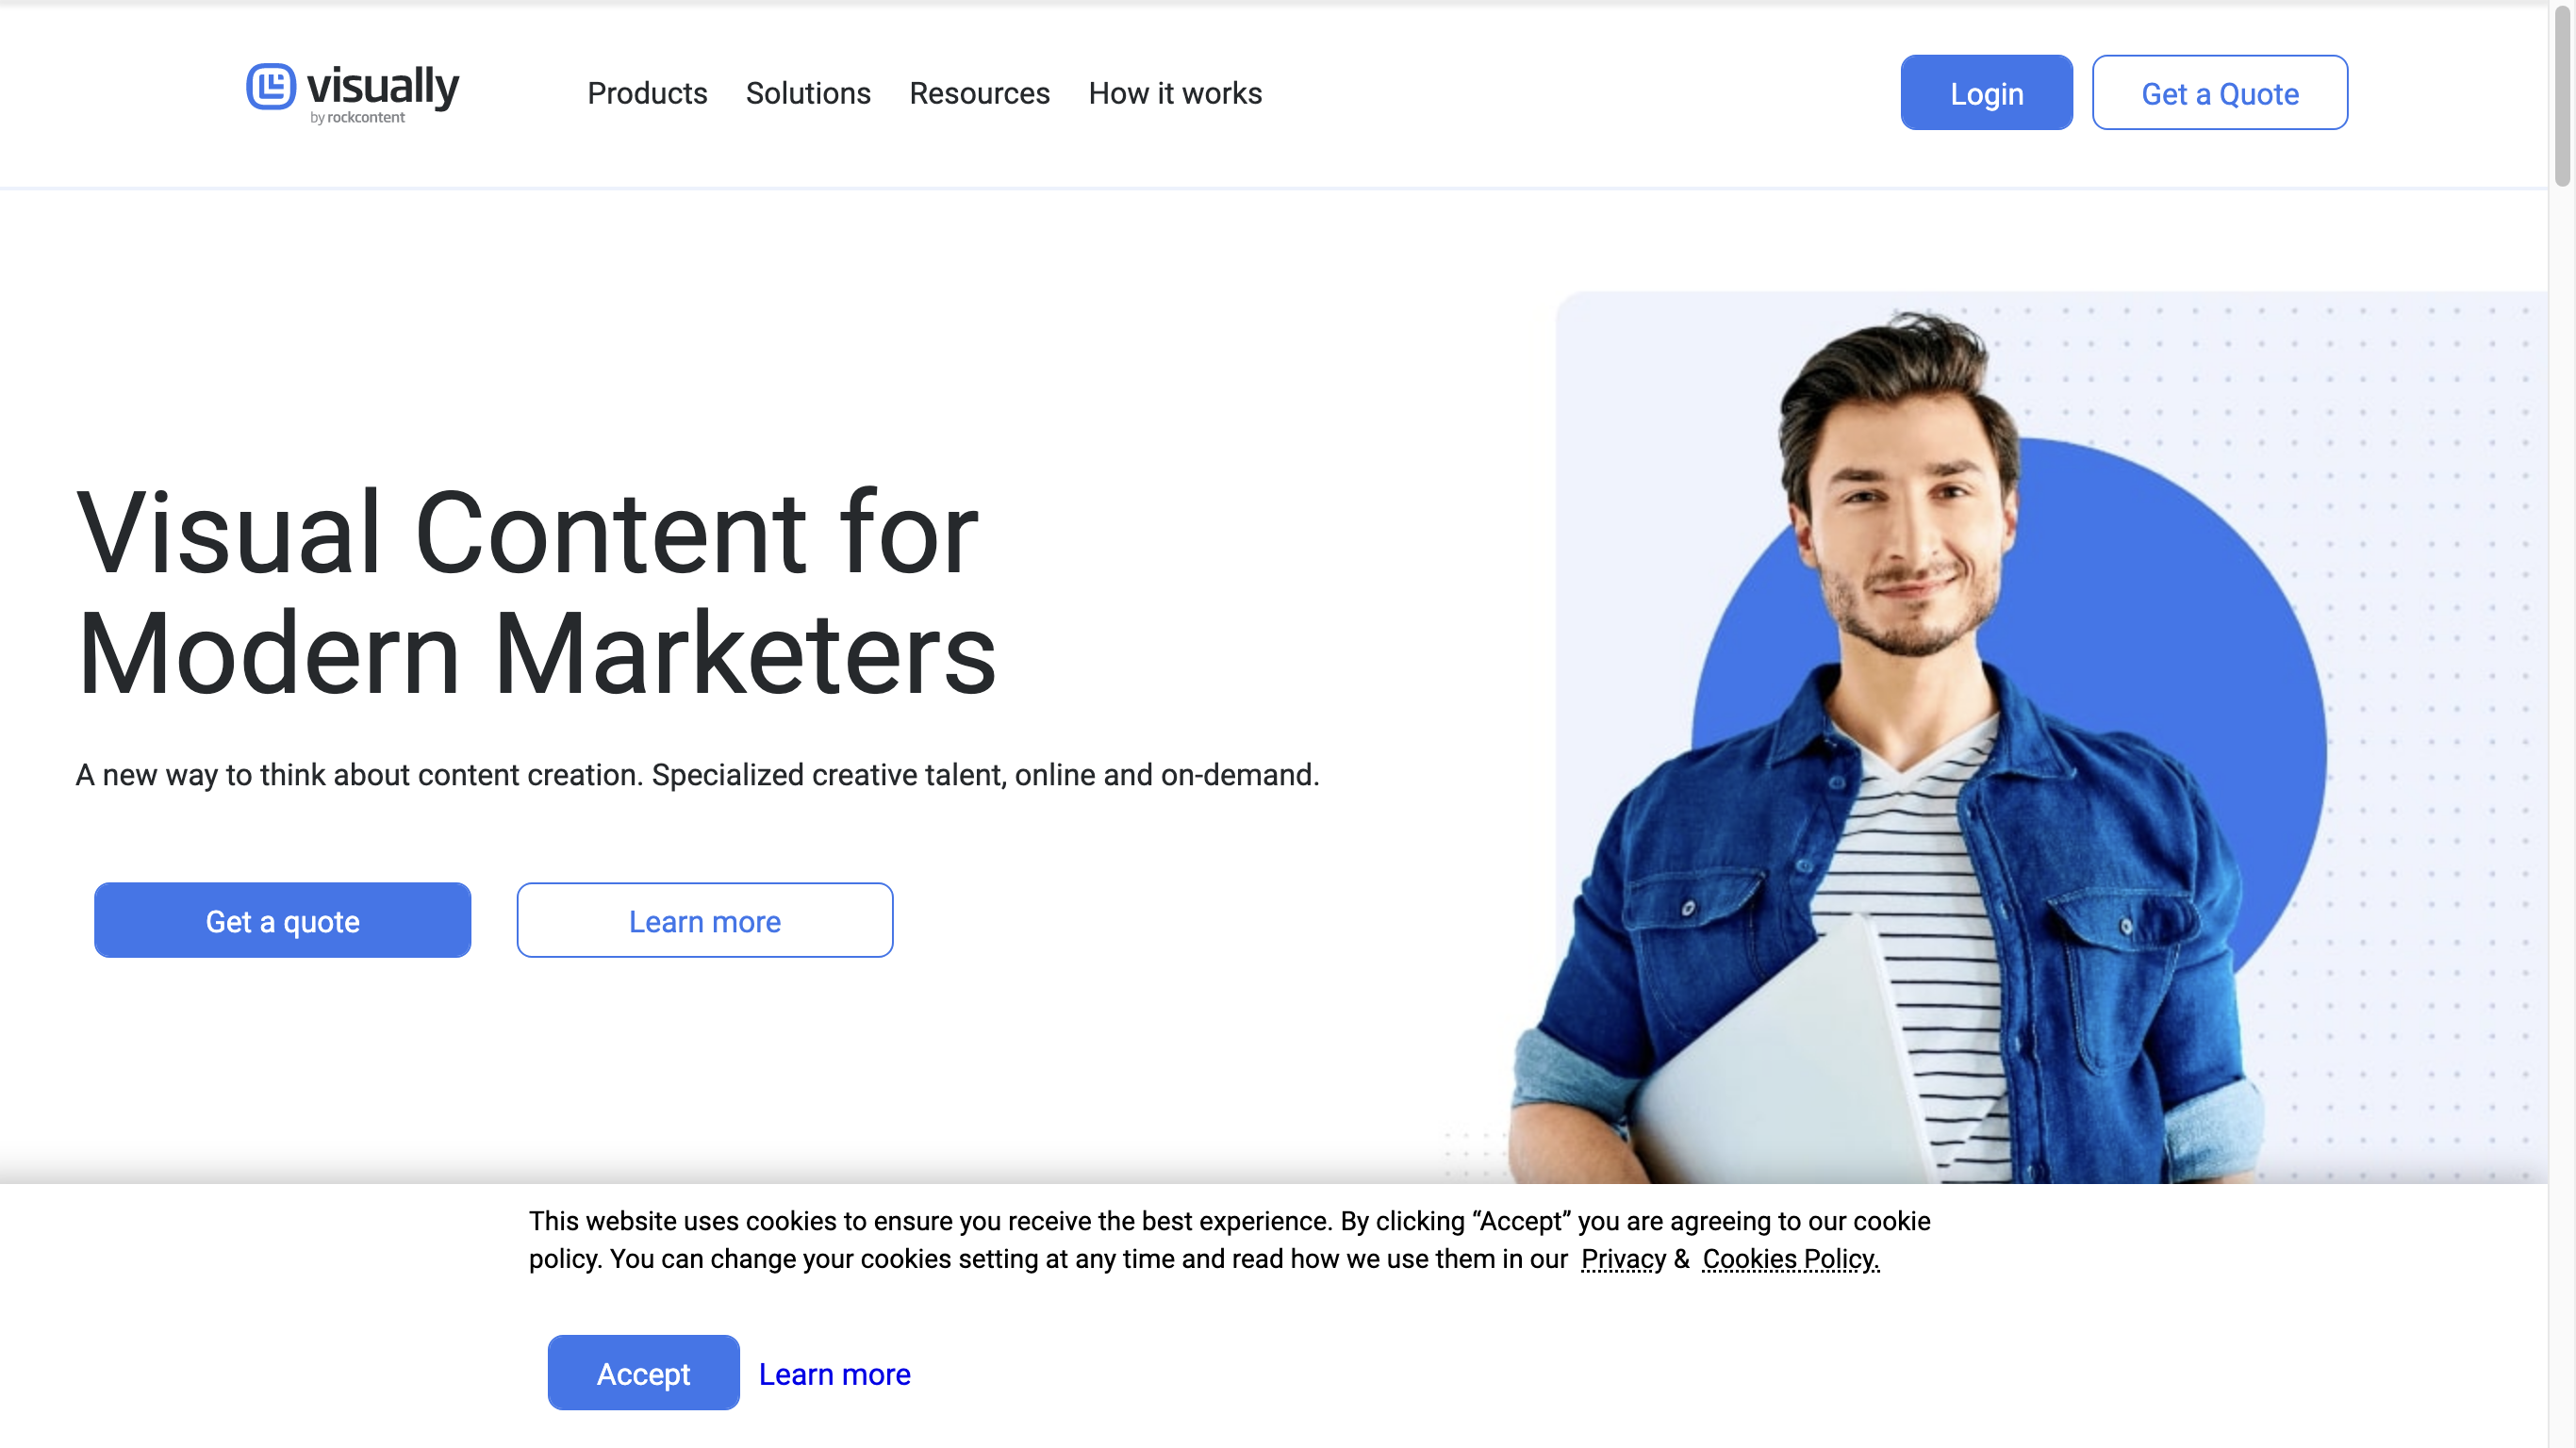 visually
by rockcontent
Products
Solutions
Resources
How it works
Login
Get a Quote
Visual Content for
Modern Marketers
A new way to think about content creation. Specialized creative talent, online and on-demand.
Get a quote
Learn more
This website uses cookies to ensure you receive the best experience. By clicking “Accept” you are agreeing to our cookie
policy. You can change your cookies setting at any time and read how we use them in our Privacy & Cookies Policy.
Accept
Learn more